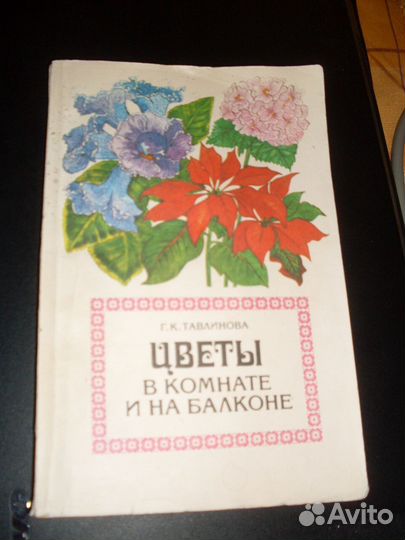 Г. К. ТАВЛИНОВА
ЦВЕТЫ
В КОМНАТЕ
И НА БАЛКОНЕ
Avito